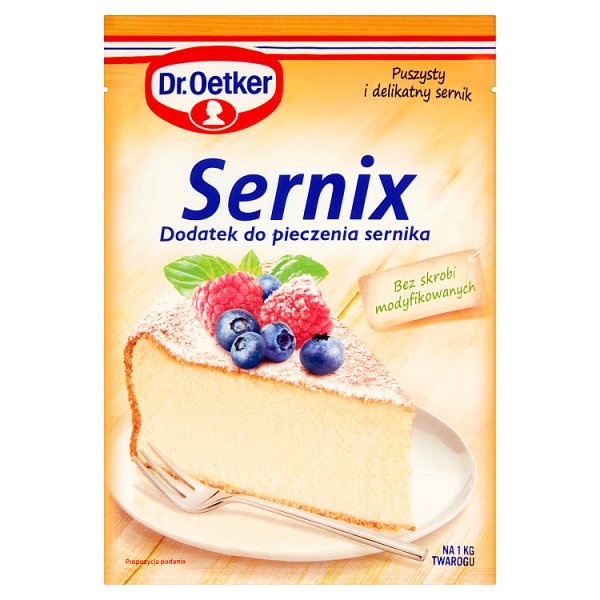 Dr.Oetker
Puszysty
i delikatny sernik
Sernix
Dodatek do pieczenia sernika
Bez skrobi
modyfikowanych
Propozycja podania
NA 1 KG
TWAROGU